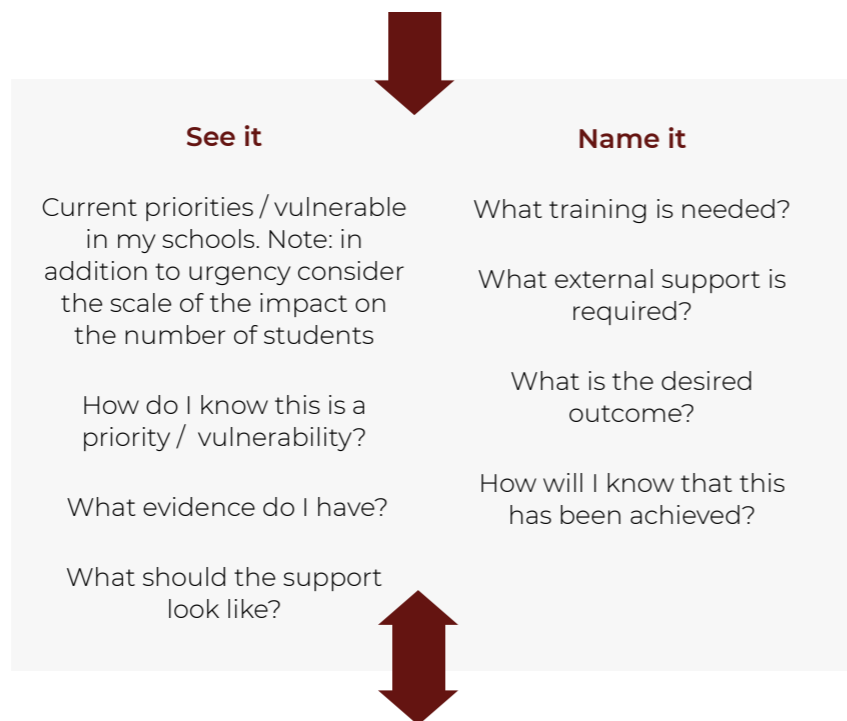 See it
Current priorities / vulnerable
in my schools. Note: in
addition to urgency consider
the scale of the impact on
the number of students
How do I know this is a
priority / vulnerability?
What evidence do I have?
What should the support
look like?
Name it
What training is needed?
What external support is
required?
What is the desired
outcome?
How will I know that this
has been achieved?